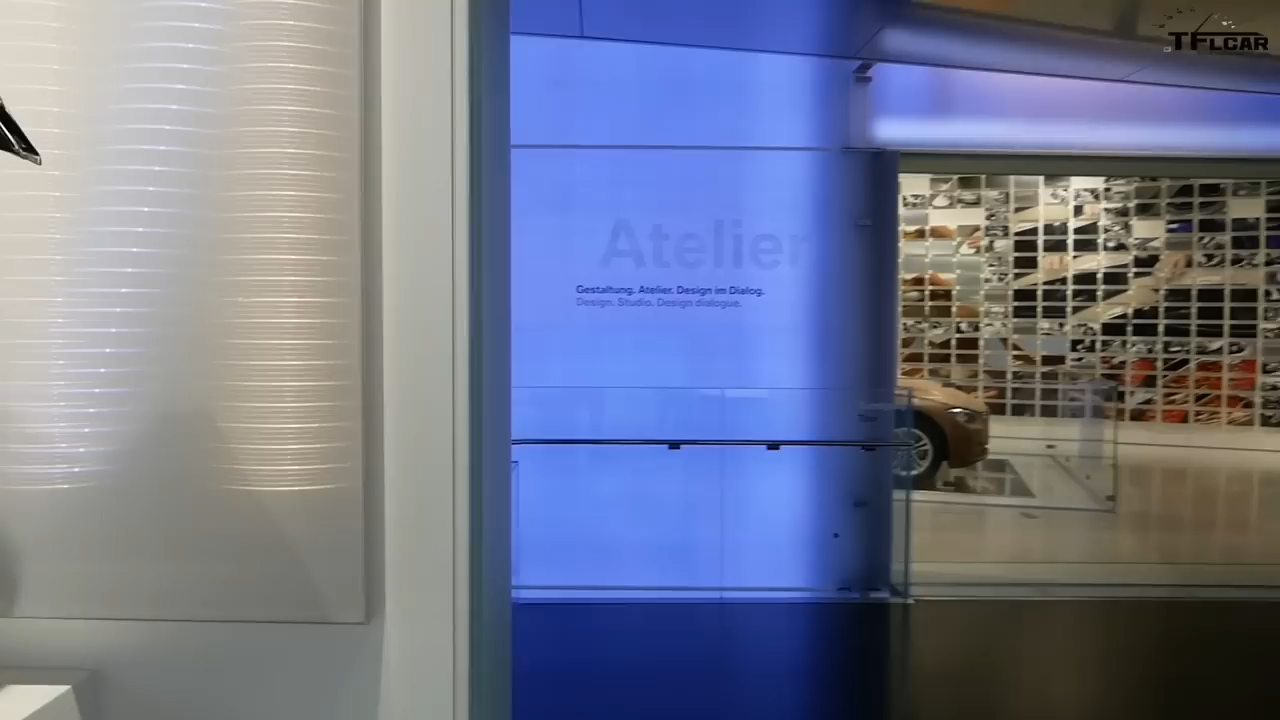 TFLCAR
Atelier
Gestaltung. Atelier. Design im Dialog.
Design. Studio. Design dialogue.